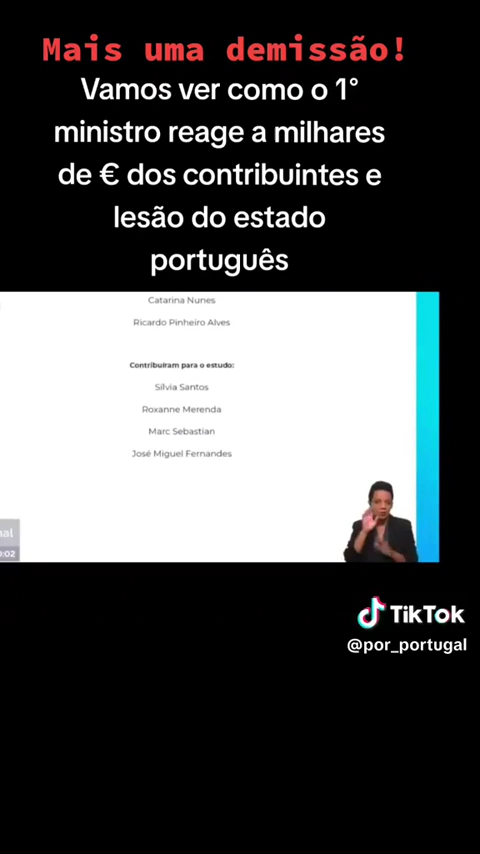 Mais uma demissão!
Vamos ver como o 1°
ministro reage a milhares
de € dos contribuintes e
lesão do estado
português
Catarina Nunes
Ricardo Pinheiro Alves
Contribuíram para o estudo:
Sílvia Santos
Roxanne Merenda
Marc Sebastian
José Miguel Fernandes
TikTok
@por_portugal